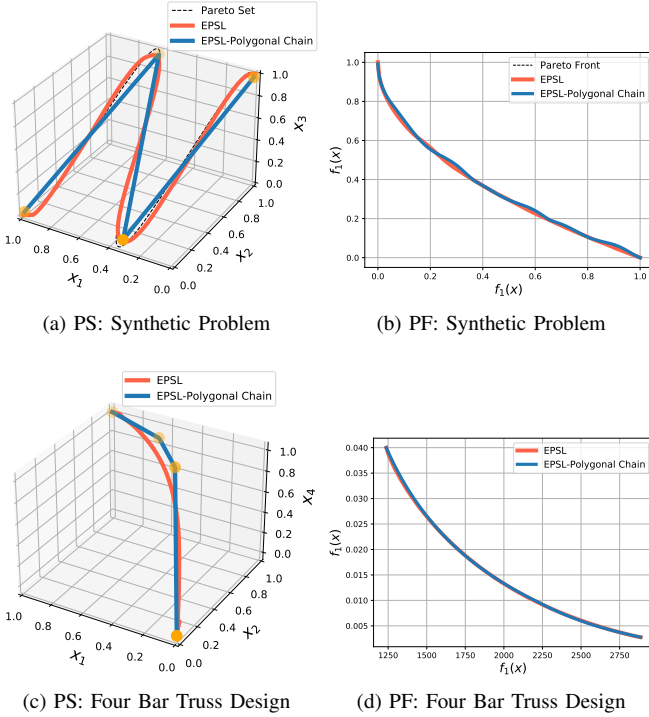 Pareto Set
EPSL
EPSL-Polygonal Chain
1.0
0.8
0.6
0.4
0.2
0.0
x3
1.0 0.8 0.6 0.4 0.2 0.0
x1
0.0 0.2 0.4 0.6 0.8 1.0
x2
(a) PS: Synthetic Problem
Pareto Front
EPSL
EPSL-Polygonal Chain
1.0
0.8
0.6
0.4
0.2
0.0
f1(x)
0.0 0.2 0.4 0.6 0.8 1.0
f1(x)
(b) PF: Synthetic Problem
EPSL
EPSL-Polygonal Chain
1.0
0.8
0.6
0.4
0.2
0.0
x4
1.0 0.8 0.6 0.4 0.2 0.0
x1
0.0 0.2 0.4 0.6 0.8 1.0
x2
(c) PS: Four Bar Truss Design
EPSL
EPSL-Polygonal Chain
0.040
0.035
0.030
0.025
0.020
0.015
0.010
0.005
f1(x)
1250 1500 1750 2000 2250 2500 2750
f1(x)
(d) PF: Four Bar Truss Design